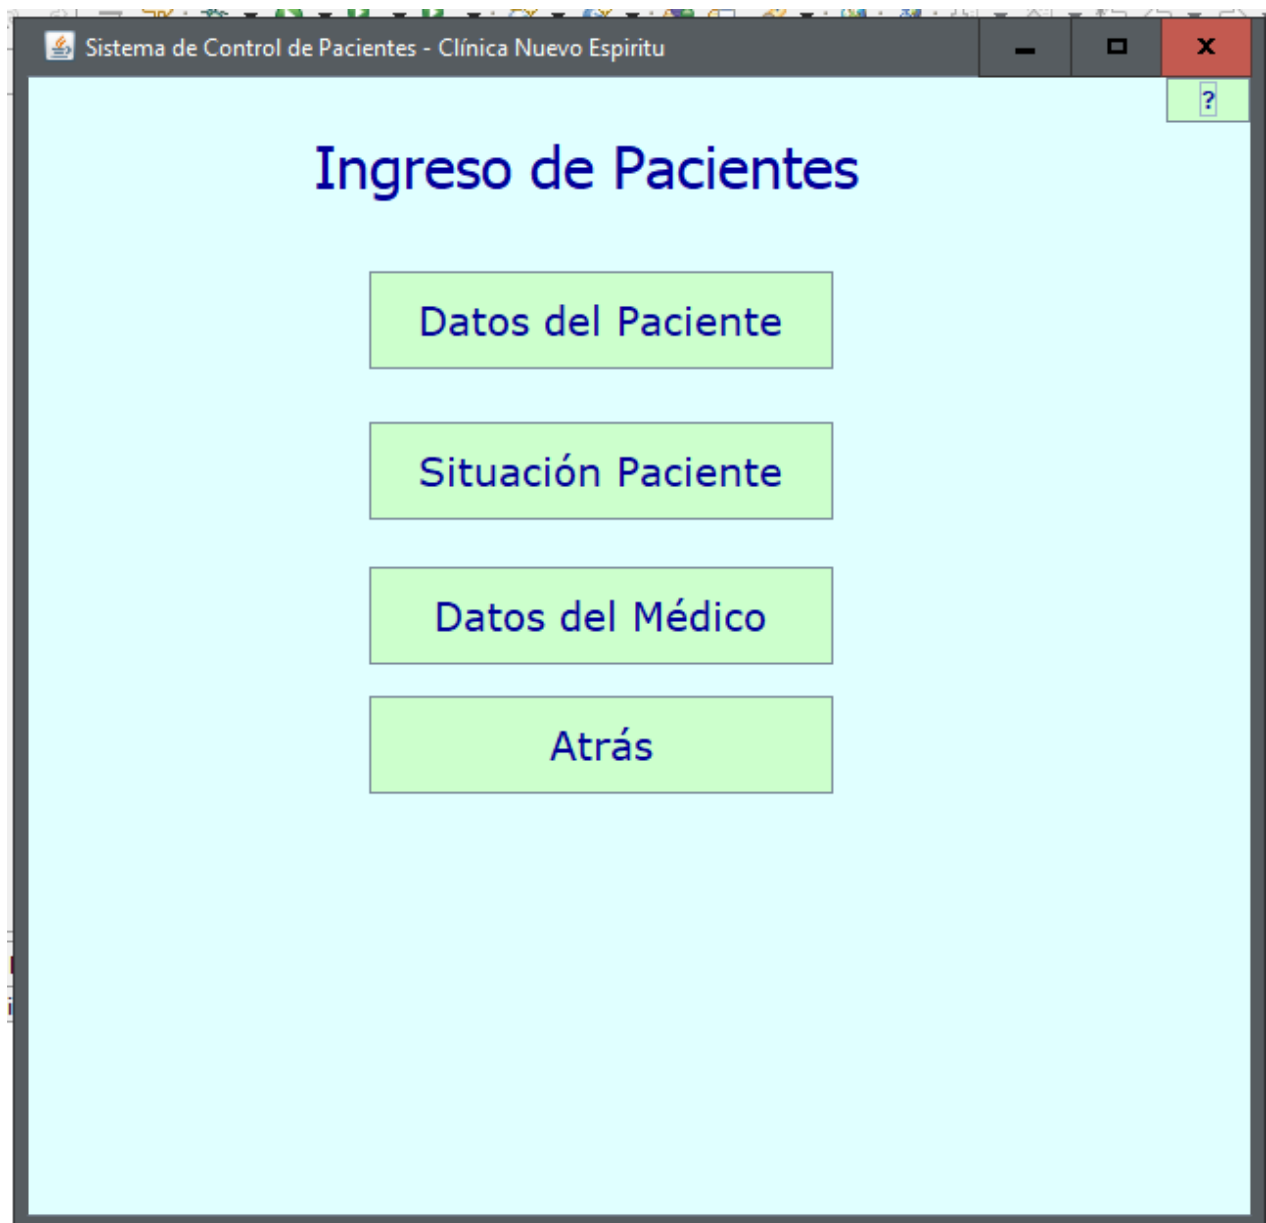 Sistema de Control de Pacientes - Clínica Nuevo Espiritu
?
Ingreso de Pacientes
Datos del Paciente
Situación Paciente
Datos del Médico
Atrás